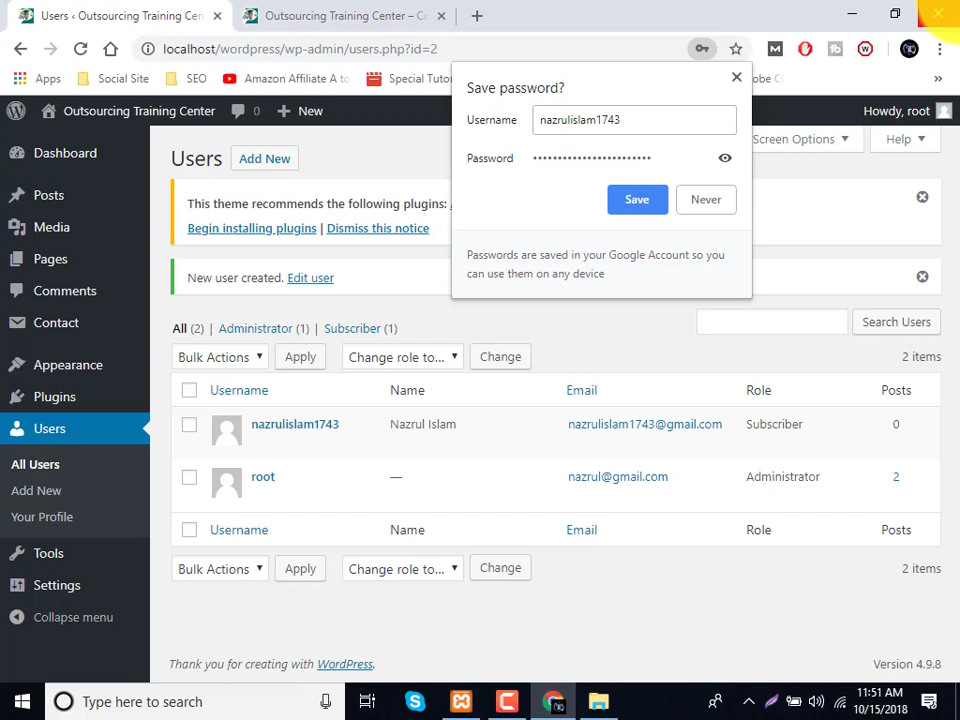 Users ‹ Outsourcing Training Cen
Outsourcing Training Center – Co
localhost/wordpress/wp-admin/users.php?id=2
Apps
Social Site
SEO
Amazon Affiliate A to
Special Tutor
»
Outsourcing Training Center
0
New
Howdy, root
Save password?
Username
nazrulislam1743
Password
••••••••••••••••••••••••
Save
Never
Passwords are saved in your Google Account so you
can use them on any device
Screen Options
Help
Dashboard
Posts
Media
Pages
Comments
Contact
Appearance
Plugins
Users
All Users
Add New
Your Profile
Tools
Settings
Collapse menu
Users
Add New
This theme recommends the following plugins:
Begin installing plugins | Dismiss this notice
New user created. Edit user
All (2) | Administrator (1) | Subscriber (1)
Search Users
Bulk Actions
Apply
Change role to...
Change
2 items
Username Name Email Role Posts
nazrulislam1743 Nazrul Islam nazrulislam1743@gmail.com Subscriber 0
root — nazrul@gmail.com Administrator 2
Username Name Email Role Posts
Bulk Actions
Apply
Change role to...
Change
2 items
Thank you for creating with WordPress.
Version 4.9.8
Type here to search
11:51 AM
10/15/2018